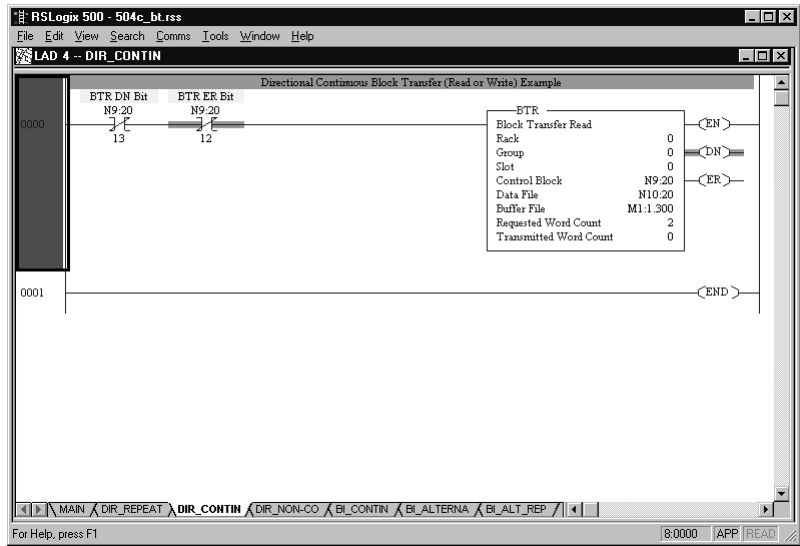 RSLogix 500 - 504c_bt.rss
File Edit View Search Comms Tools Window Help
LAD 4 -- DIR_CONTIN
Directional Continuous Block Transfer (Read or Write) Example
BTR DN Bit BTR ER Bit
N9:20 N9:20
0000
13 12
BTR
Block Transfer Read
Rack 0
Group 0
Slot 0
Control Block N9:20
Data File N10:20
Buffer File M1:1.300
Requested Word Count 2
Transmitted Word Count 0
EN
DN
ER
0001 END
MAIN DIR_REPEAT DIR_CONTIN DIR_NON-CO BI_CONTIN BI_ALTERNA BI_ALT_REP
For Help, press F1 8:0000 APP READ